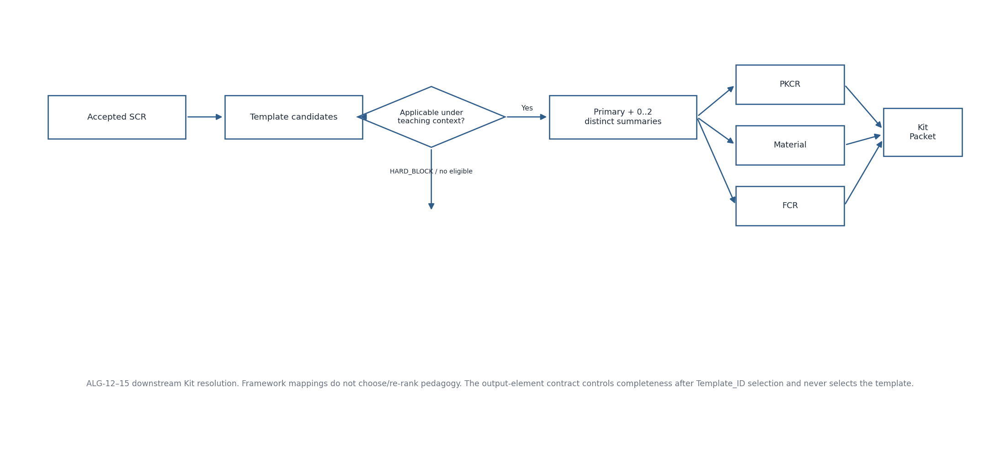 Accepted SCR
Template candidates
Applicable under
teaching context?
Yes
HARD_BLOCK / no eligible
Primary + 0..2
distinct summaries
PKCR
Material
FCR
Kit
Packet
ALG-12–15 downstream Kit resolution. Framework mappings do not choose/re-rank pedagogy. The output-element contract controls completeness after Template_ID selection and never selects the template.